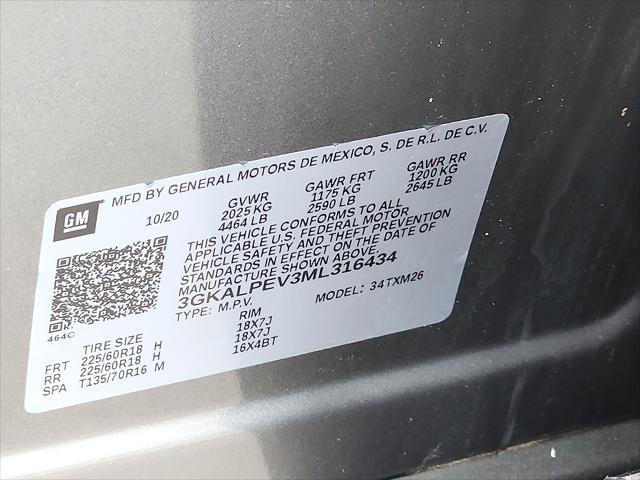 GM MFD BY GENERAL MOTORS DE MEXICO, S. DE R.L. DE C.V.
10/20 GVWR GAWR FRT GAWR RR
2025 KG 1175 KG 1200 KG
4464 LB 2590 LB 2645 LB
THIS VEHICLE CONFORMS TO ALL
APPLICABLE U.S. FEDERAL MOTOR
VEHICLE SAFETY AND THEFT PREVENTION
STANDARDS IN EFFECT ON THE DATE OF
MANUFACTURE SHOWN ABOVE.
3GKALPEV3ML316434
TYPE: M.P.V. MODEL: 34TXM26
464C
TIRE SIZE RIM
FRT 225/60R18 H 18X7J
RR 225/60R18 H 18X7J
SPA T135/70R16 M 16X4BT